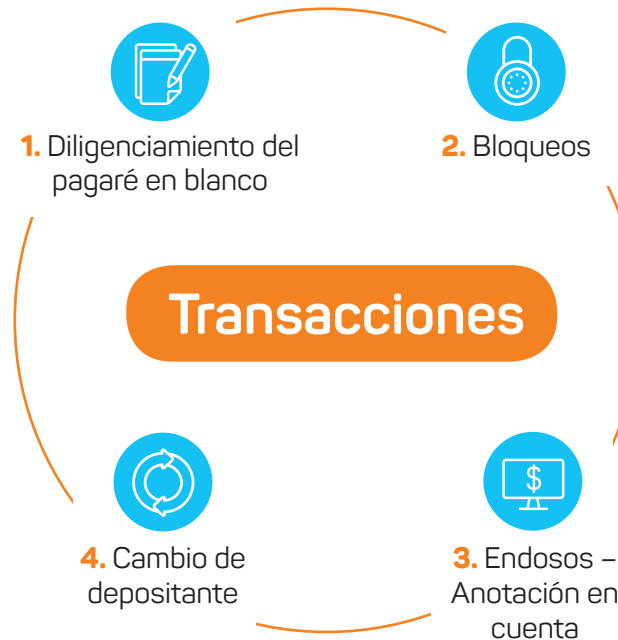 1. Diligenciamiento del
pagaré en blanco
2. Bloqueos
Transacciones
4. Cambio de
depositante
3. Endosos –
Anotación en
cuenta
$